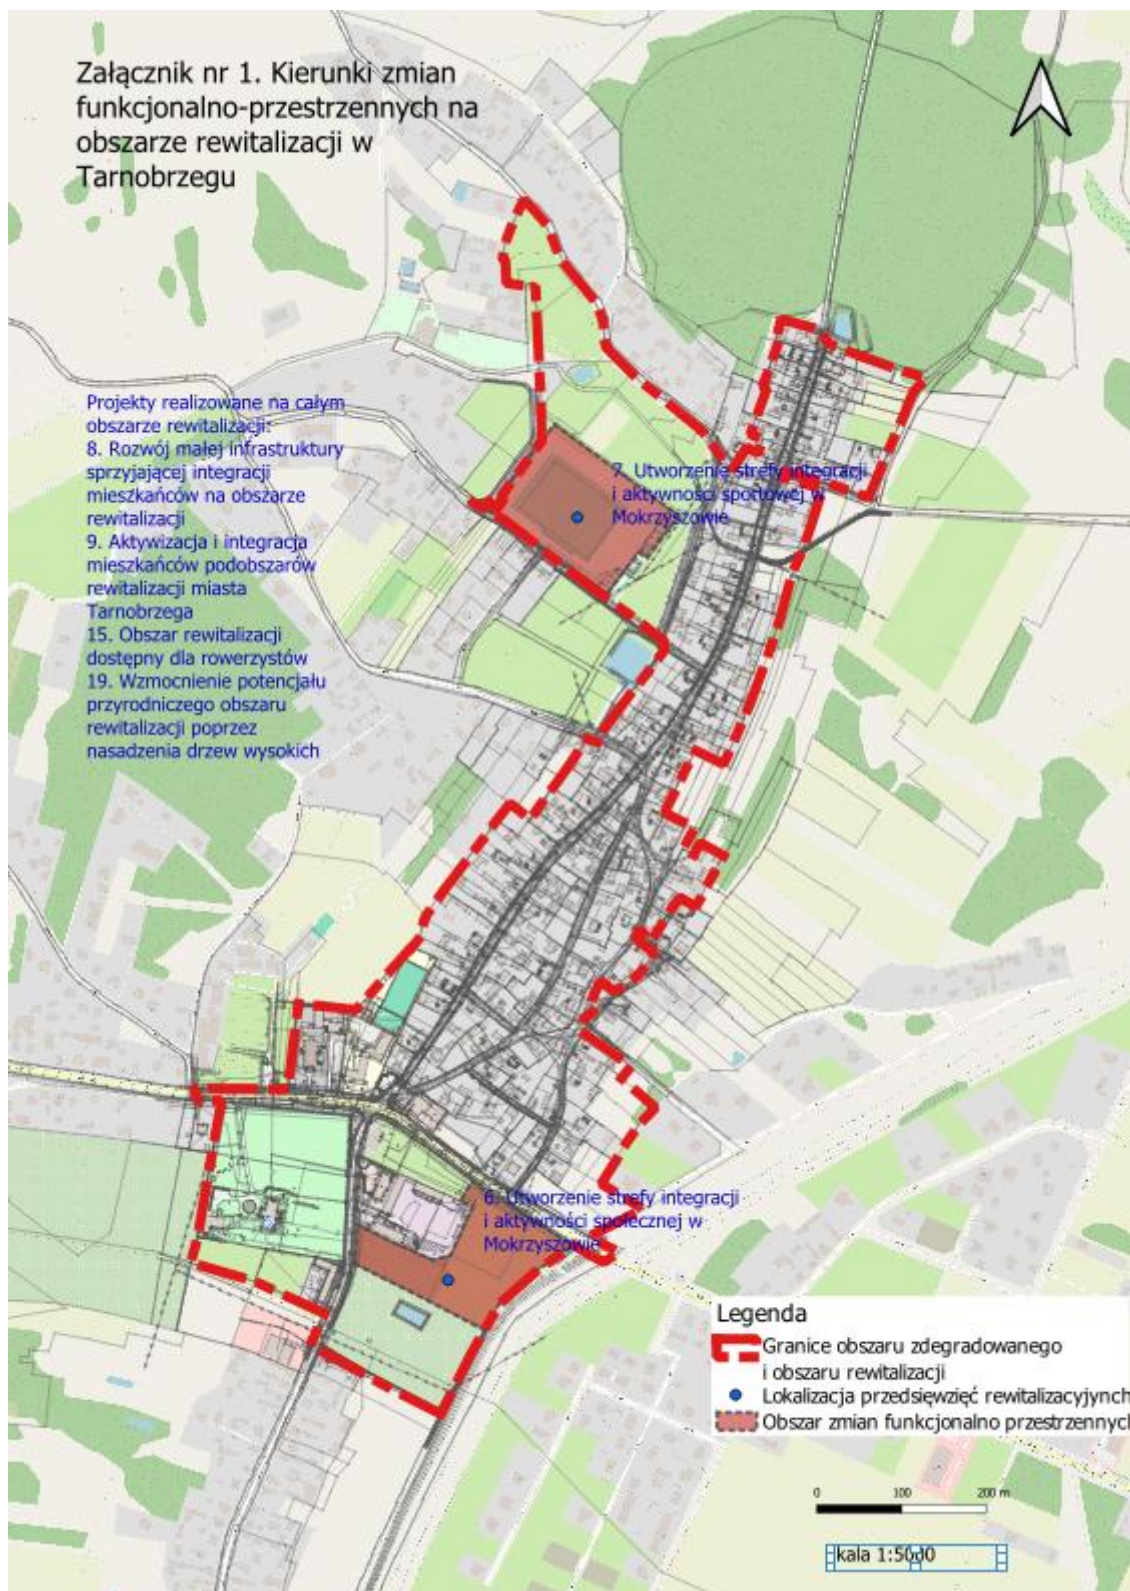 Załącznik nr 1. Kierunki zmian
funkcjonalno-przestrzennych na
obszarze rewitalizacji w
Tarnobrzegu
Projekty realizowane na całym
obszarze rewitalizacji:
8. Rozwój małej infrastruktury
sprzyjającej integracji
mieszkańców na obszarze
rewitalizacji
9. Aktywizacja i integracja
mieszkańców podobszarów
rewitalizacji miasta
Tarnobrzega
15. Obszar rewitalizacji
dostępny dla rowerzystów
19. Wzmocnienie potencjału
przyrodniczego obszaru
rewitalizacji poprzez
nasadzenia drzew wysokich
7. Utworzenie strefy integracji
i aktywności sportowej w
Mokrzyszowie
6. Utworzenie strefy integracji
i aktywności społecznej w
Mokrzyszowie
Legenda
Granice obszaru zdegradowanego
i obszaru rewitalizacji
Lokalizacja przedsięwzięć rewitalizacyjnych
Obszar zmian funkcjonalno przestrzennych
0 100 200 m
kala 1:5000